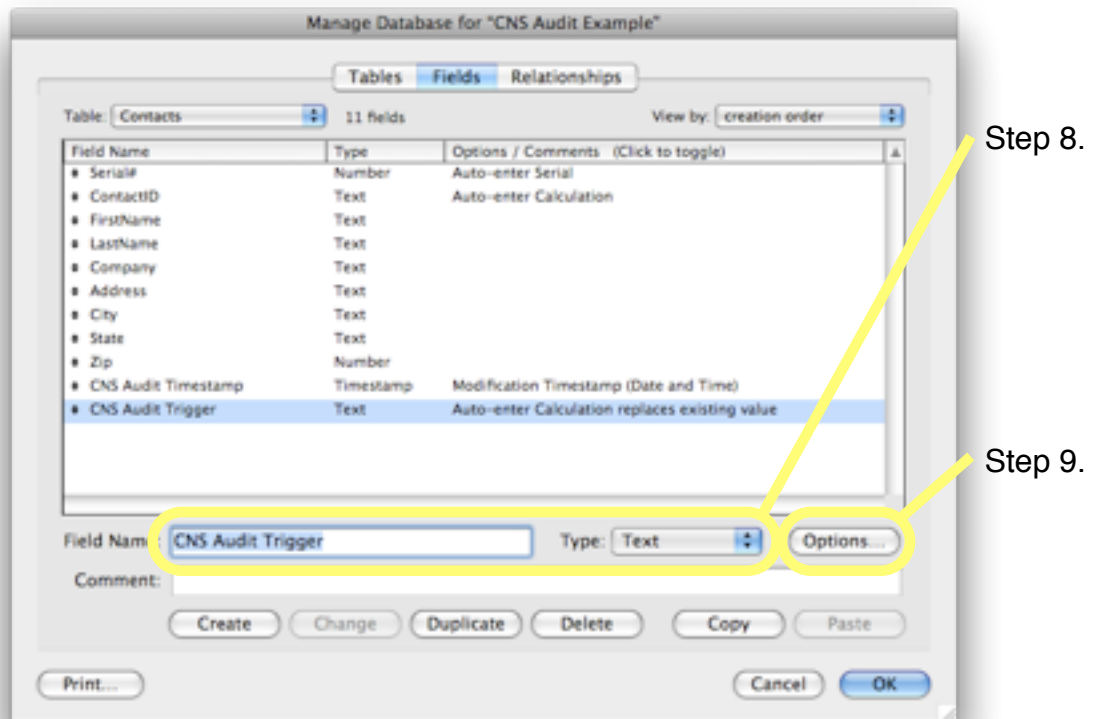 Manage Database for "CNS Audit Example"
Tables Fields Relationships
Table: Contacts 11 fields View by: creation order
Step 8.
Field Name Type Options / Comments (Click to toggle)
Serial# Number Auto-enter Serial
ContactID Text Auto-enter Calculation
FirstName Text
LastName Text
Company Text
Address Text
City Text
State Text
Zip Number
CNS Audit Timestamp Timestamp Modification Timestamp (Date and Time)
CNS Audit Trigger Text Auto-enter Calculation replaces existing value
Step 9.
Field Name: CNS Audit Trigger Type: Text Options...
Comment:
Create Change Duplicate Delete Copy Paste
Print... Cancel OK